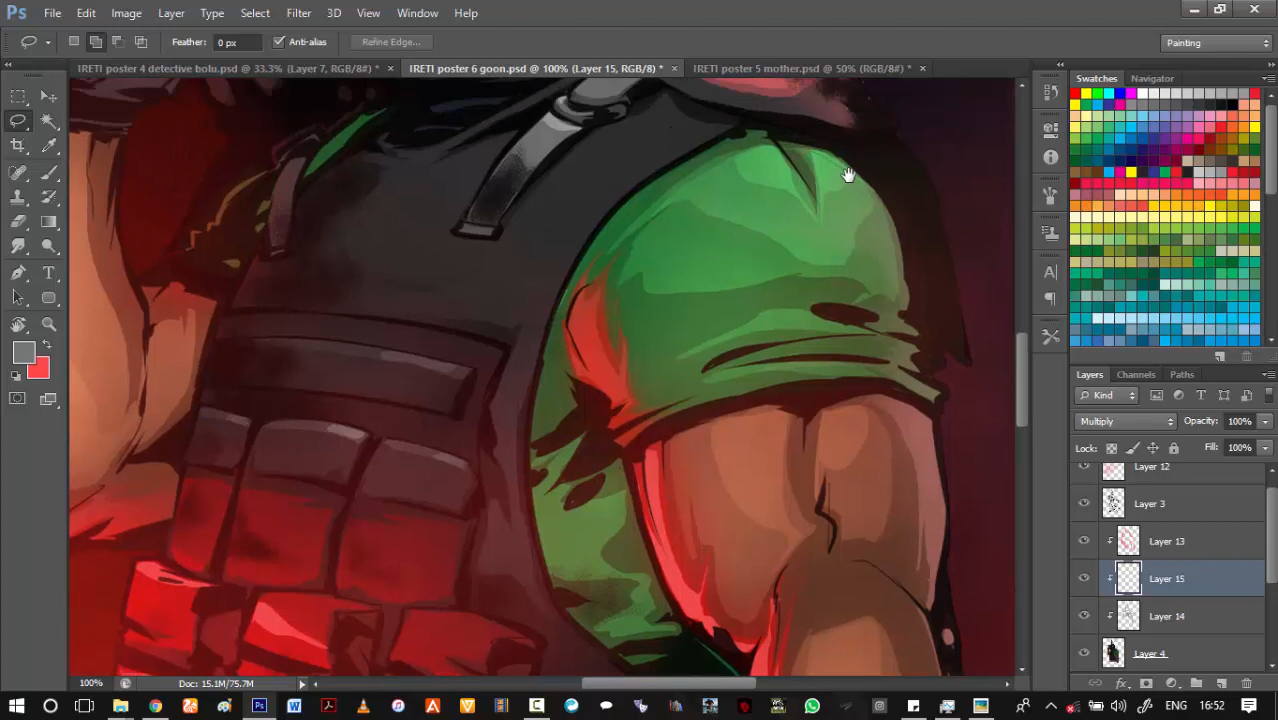 Ps File Edit Image Layer Type Select Filter 3D View Window Help
Feather: 0 px Anti-alias Refine Edge... Painting
IRETI poster 4 detective bolu.psd @ 33.3% (Layer 7, RGB/8#) * × IRETI poster 6 goon.psd @ 100% (Layer 15, RGB/8) * × IRETI poster 5 mother.psd @ 50% (RGB/8#) * ×
Swatches Navigator
Layers Channels Paths
Kind
Multiply Opacity: 100%
Lock: Fill: 100%
Layer 12
Layer 3
Layer 13
Layer 15
Layer 14
Layer 4
100% Doc: 15.1M/75.7M
ENG 16:52